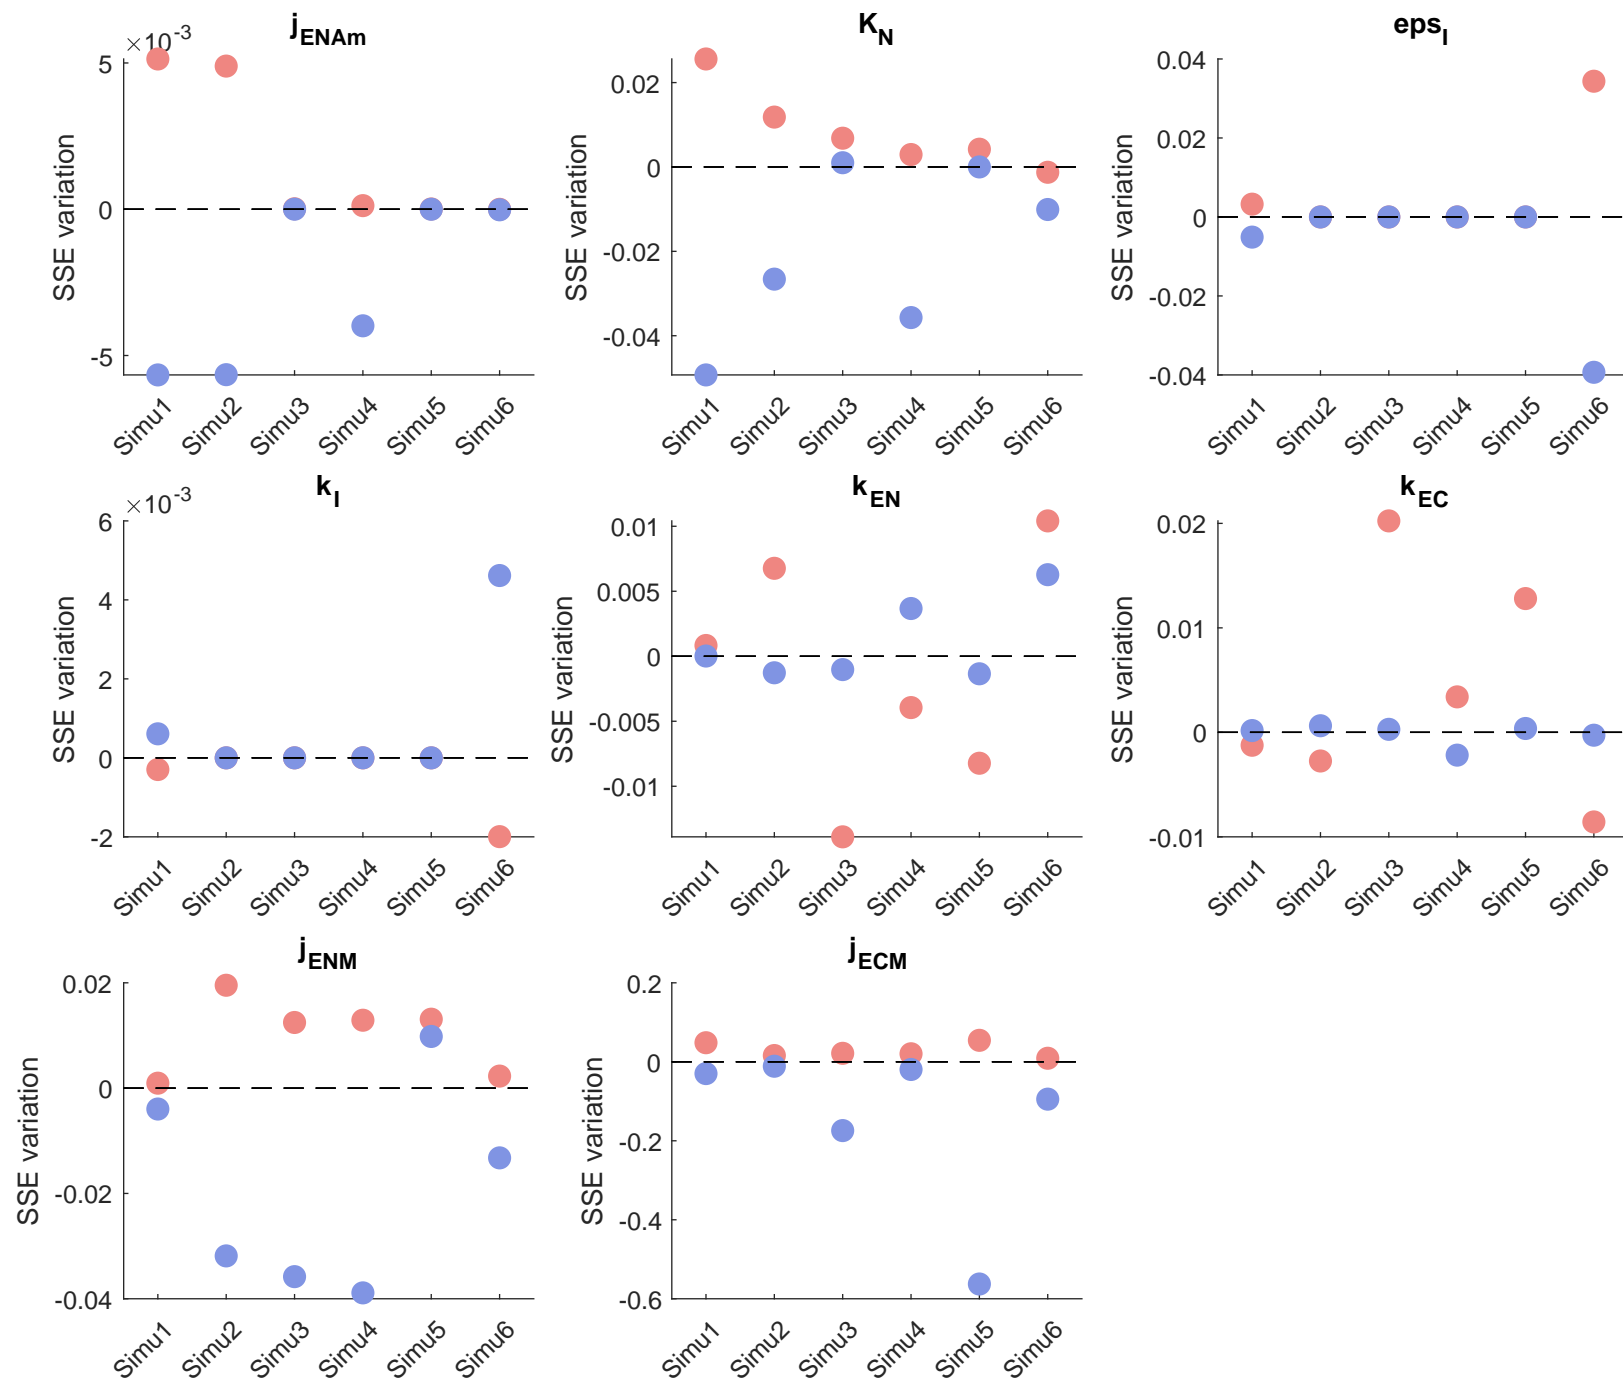 j_ENAm
×10^-3
5
0
-5
SSE variation
Simu1 Simu2 Simu3 Simu4 Simu5 Simu6
K_N
0.02
0
-0.02
-0.04
SSE variation
Simu1 Simu2 Simu3 Simu4 Simu5 Simu6
eps_I
0.04
0.02
0
-0.02
-0.04
SSE variation
Simu1 Simu2 Simu3 Simu4 Simu5 Simu6
k_I
×10^-3
6
4
2
0
-2
SSE variation
Simu1 Simu2 Simu3 Simu4 Simu5 Simu6
k_EN
0.01
0.005
0
-0.005
-0.01
SSE variation
Simu1 Simu2 Simu3 Simu4 Simu5 Simu6
k_EC
0.02
0.01
0
-0.01
SSE variation
Simu1 Simu2 Simu3 Simu4 Simu5 Simu6
j_ENM
0.02
0
-0.02
-0.04
SSE variation
Simu1 Simu2 Simu3 Simu4 Simu5 Simu6
j_ECM
0.2
0
-0.2
-0.4
-0.6
SSE variation
Simu1 Simu2 Simu3 Simu4 Simu5 Simu6